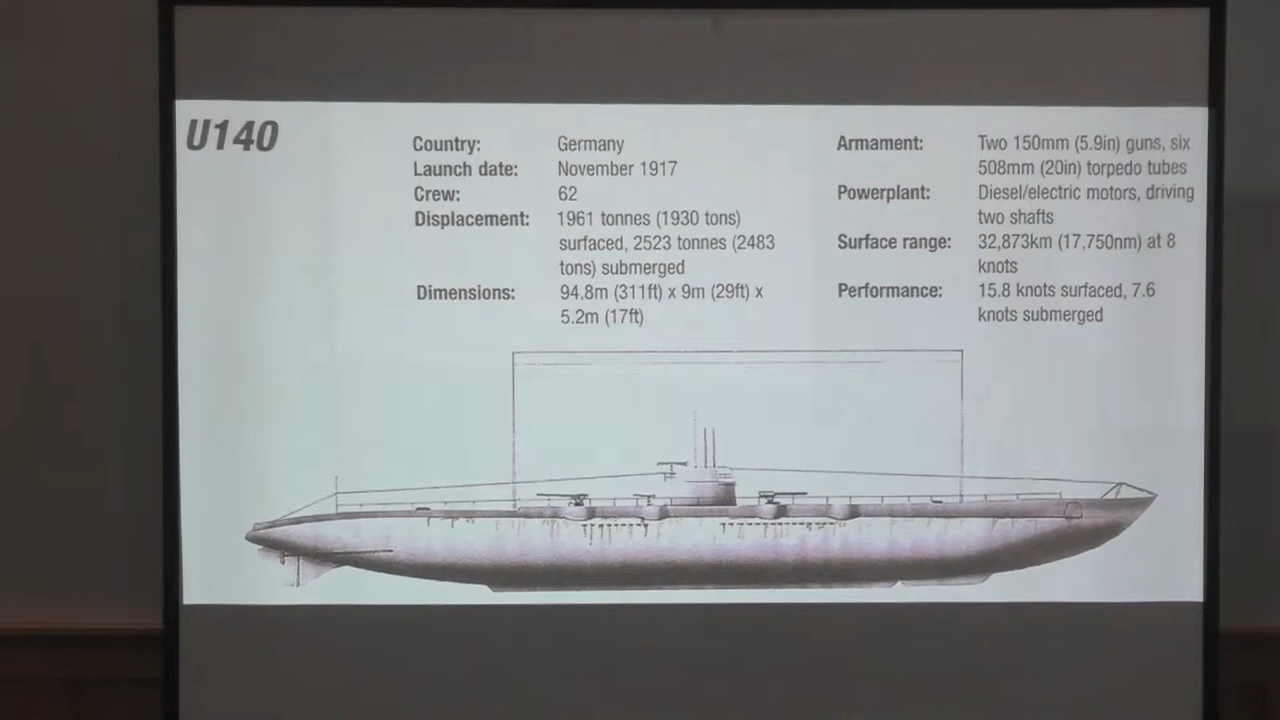 U140
Country: Germany
Launch date: November 1917
Crew: 62
Displacement: 1961 tonnes (1930 tons)
surfaced, 2523 tonnes (2483
tons) submerged
Dimensions: 94.8m (311ft) x 9m (29ft) x
5.2m (17ft)
Armament: Two 150mm (5.9in) guns, six
508mm (20in) torpedo tubes
Powerplant: Diesel/electric motors, driving
two shafts
Surface range: 32,873km (17,750nm) at 8
knots
Performance: 15.8 knots surfaced, 7.6
knots submerged